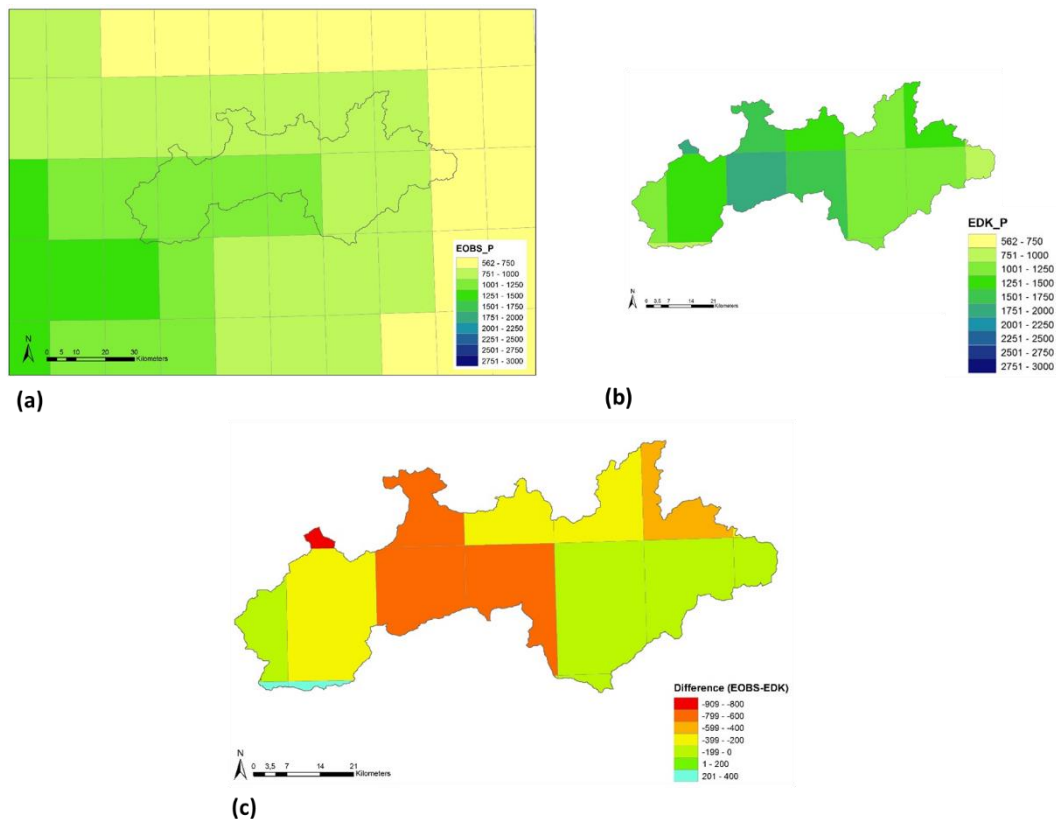 EOBS_P
562 - 750
751 - 1000
1001 - 1250
1251 - 1500
1501 - 1750
1751 - 2000
2001 - 2250
2251 - 2500
2501 - 2750
2751 - 3000
N
0 5 10 20 30
Kilometers
(a)
EDK_P
562 - 750
751 - 1000
1001 - 1250
1251 - 1500
1501 - 1750
1751 - 2000
2001 - 2250
2251 - 2500
2501 - 2750
2751 - 3000
N
0 3,5 7 14 21
Kilometers
(b)
Difference (EOBS-EDK)
-909 - -800
-799 - -600
-599 - -400
-399 - -200
-199 - 0
1 - 200
201 - 400
N
0 3,5 7 14 21
Kilometers
(c)